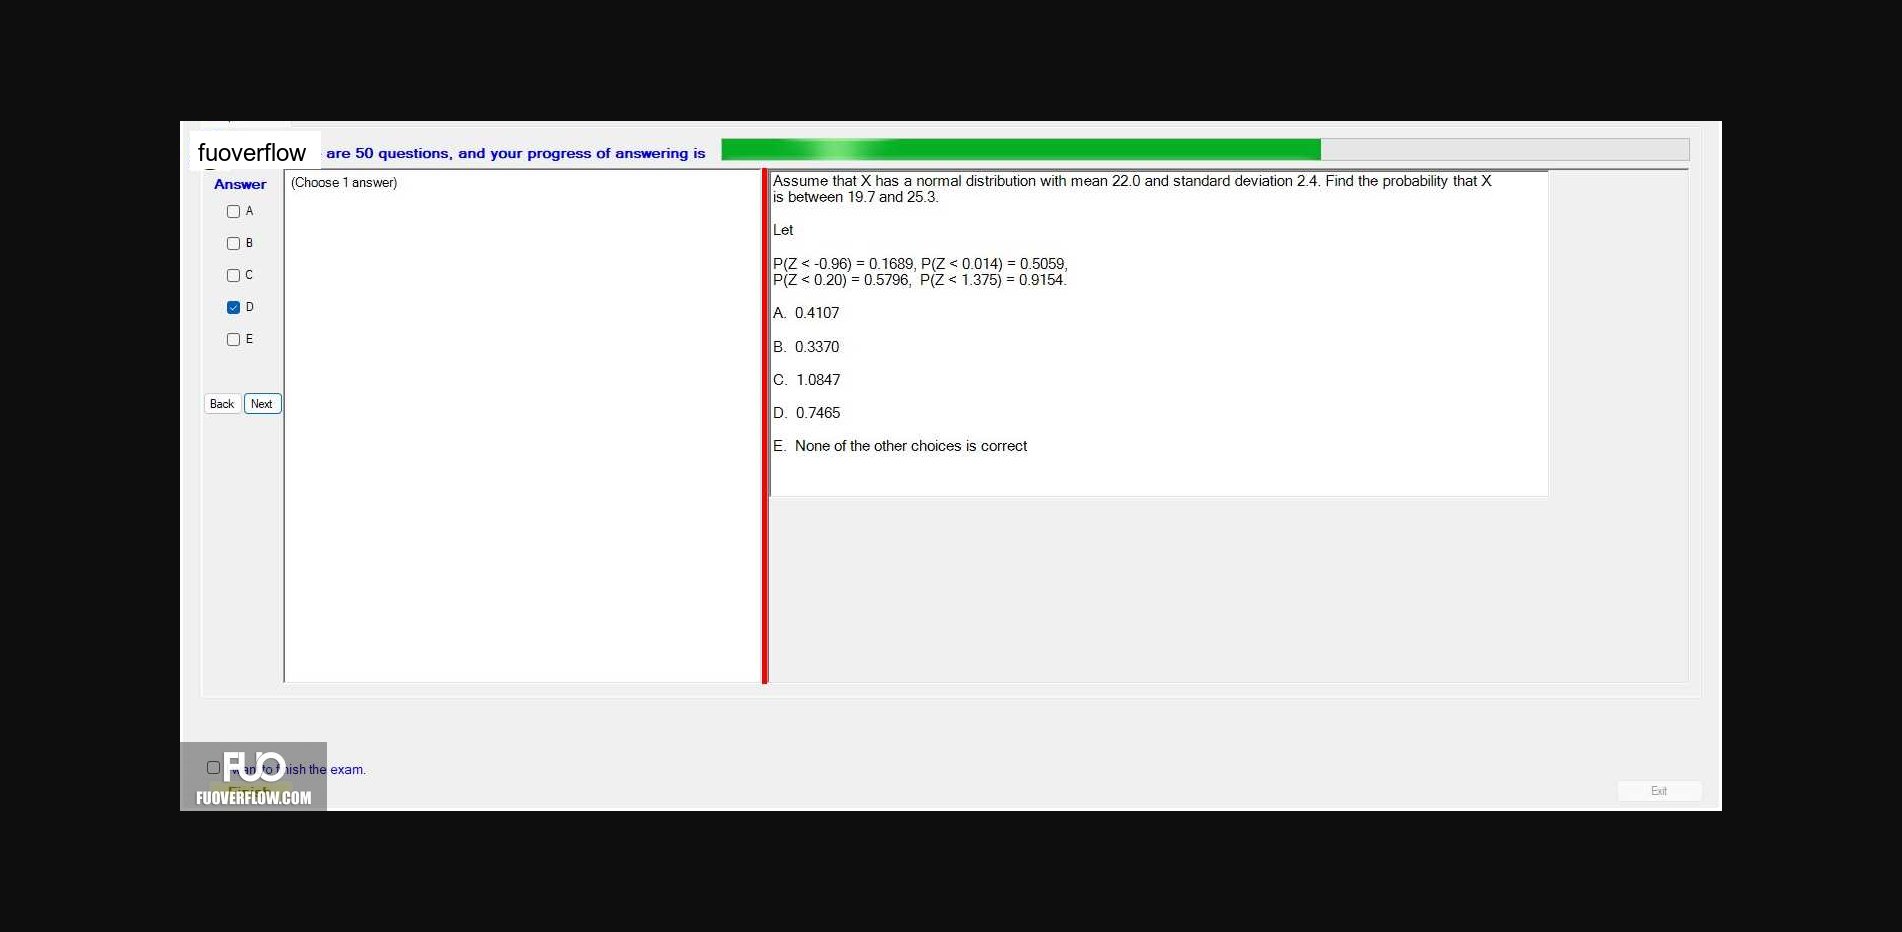 fuoverflow are 50 questions, and your progress of answering is
Answer
(Choose 1 answer)
A
B
C
D
E
Back Next
Assume that X has a normal distribution with mean 22.0 and standard deviation 2.4. Find the probability that X
is between 19.7 and 25.3.
Let
P(Z < -0.96) = 0.1689, P(Z < 0.014) = 0.5059,
P(Z < 0.20) = 0.5796, P(Z < 1.375) = 0.9154.
A. 0.4107
B. 0.3370
C. 1.0847
D. 0.7465
E. None of the other choices is correct
FUO
want to finish the exam.
Finish
FUOVERFLOW.COM
Exit